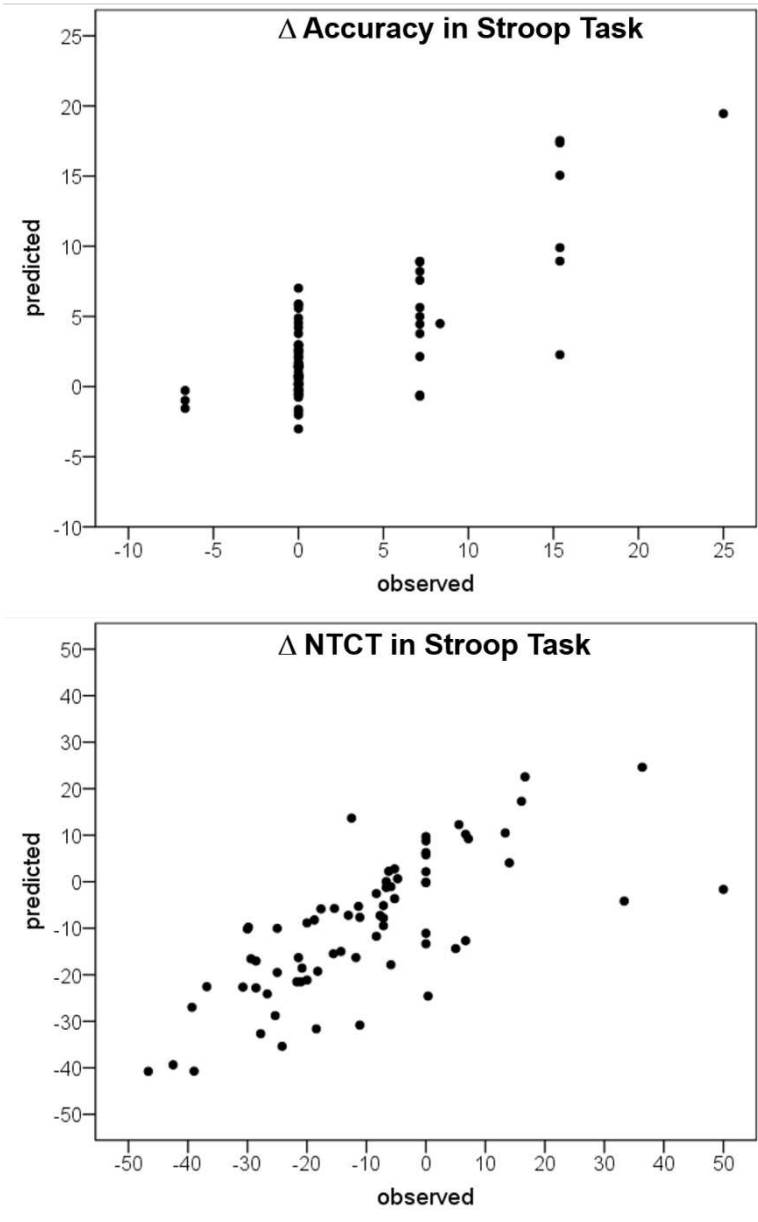 Δ Accuracy in Stroop Task
25
20
15
10
5
0
-5
-10
predicted
-10 -5 0 5 10 15 20 25
observed
Δ NTCT in Stroop Task
50
40
30
20
10
0
-10
-20
-30
-40
-50
predicted
-50 -40 -30 -20 -10 0 10 20 30 40 50
observed